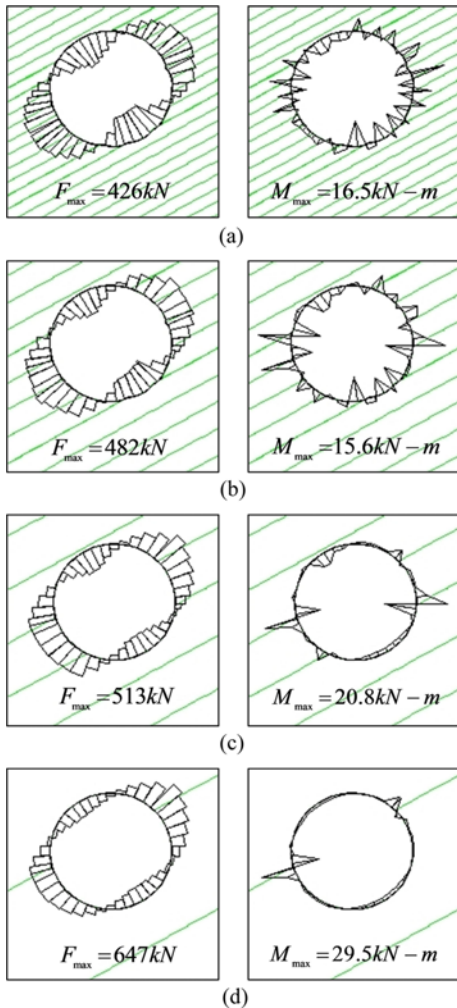 F_max = 426kN
M_max = 16.5kN − m
(a)
F_max = 482kN
M_max = 15.6kN − m
(b)
F_max = 513kN
M_max = 20.8kN − m
(c)
F_max = 647kN
M_max = 29.5kN − m
(d)